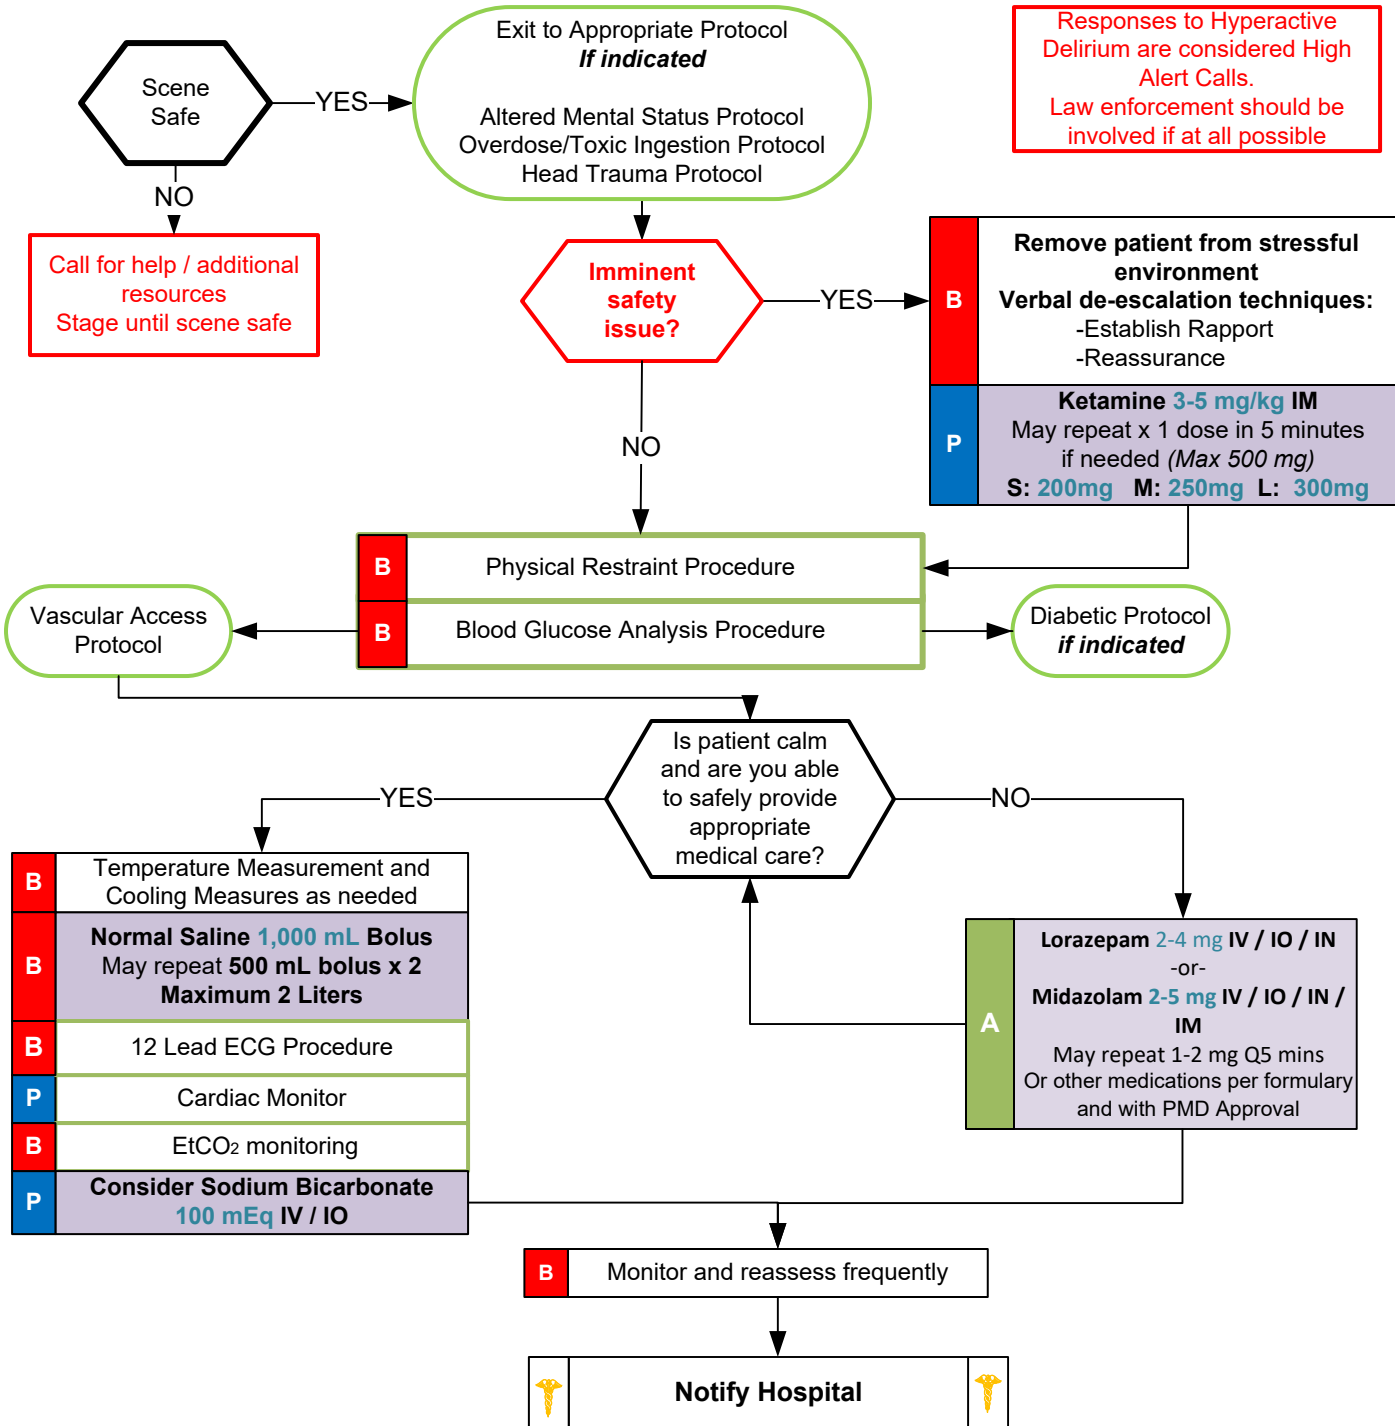 Scene
Safe
YES
NO
Exit to Appropriate Protocol
If indicated
Altered Mental Status Protocol
Overdose/Toxic Ingestion Protocol
Head Trauma Protocol
Responses to Hyperactive
Delirium are considered High
Alert Calls.
Law enforcement should be
involved if at all possible
Call for help / additional
resources
Stage until scene safe
Imminent
safety
issue?
YES
NO
B
Remove patient from stressful
environment
Verbal de-escalation techniques:
-Establish Rapport
-Reassurance
P
Ketamine 3-5 mg/kg IM
May repeat x 1 dose in 5 minutes
if needed (Max 500 mg)
S: 200mg M: 250mg L: 300mg
B
Physical Restraint Procedure
B
Blood Glucose Analysis Procedure
Vascular Access
Protocol
Diabetic Protocol
if indicated
Is patient calm
and are you able
to safely provide
appropriate
medical care?
YES
NO
B
Temperature Measurement and
Cooling Measures as needed
B
Normal Saline 1,000 mL Bolus
May repeat 500 mL bolus x 2
Maximum 2 Liters
B
12 Lead ECG Procedure
P
Cardiac Monitor
B
EtCO2 monitoring
P
Consider Sodium Bicarbonate
100 mEq IV / IO
A
Lorazepam 2-4 mg IV / IO / IN
-or-
Midazolam 2-5 mg IV / IO / IN /
IM
May repeat 1-2 mg Q5 mins
Or other medications per formulary
and with PMD Approval
B
Monitor and reassess frequently
Notify Hospital